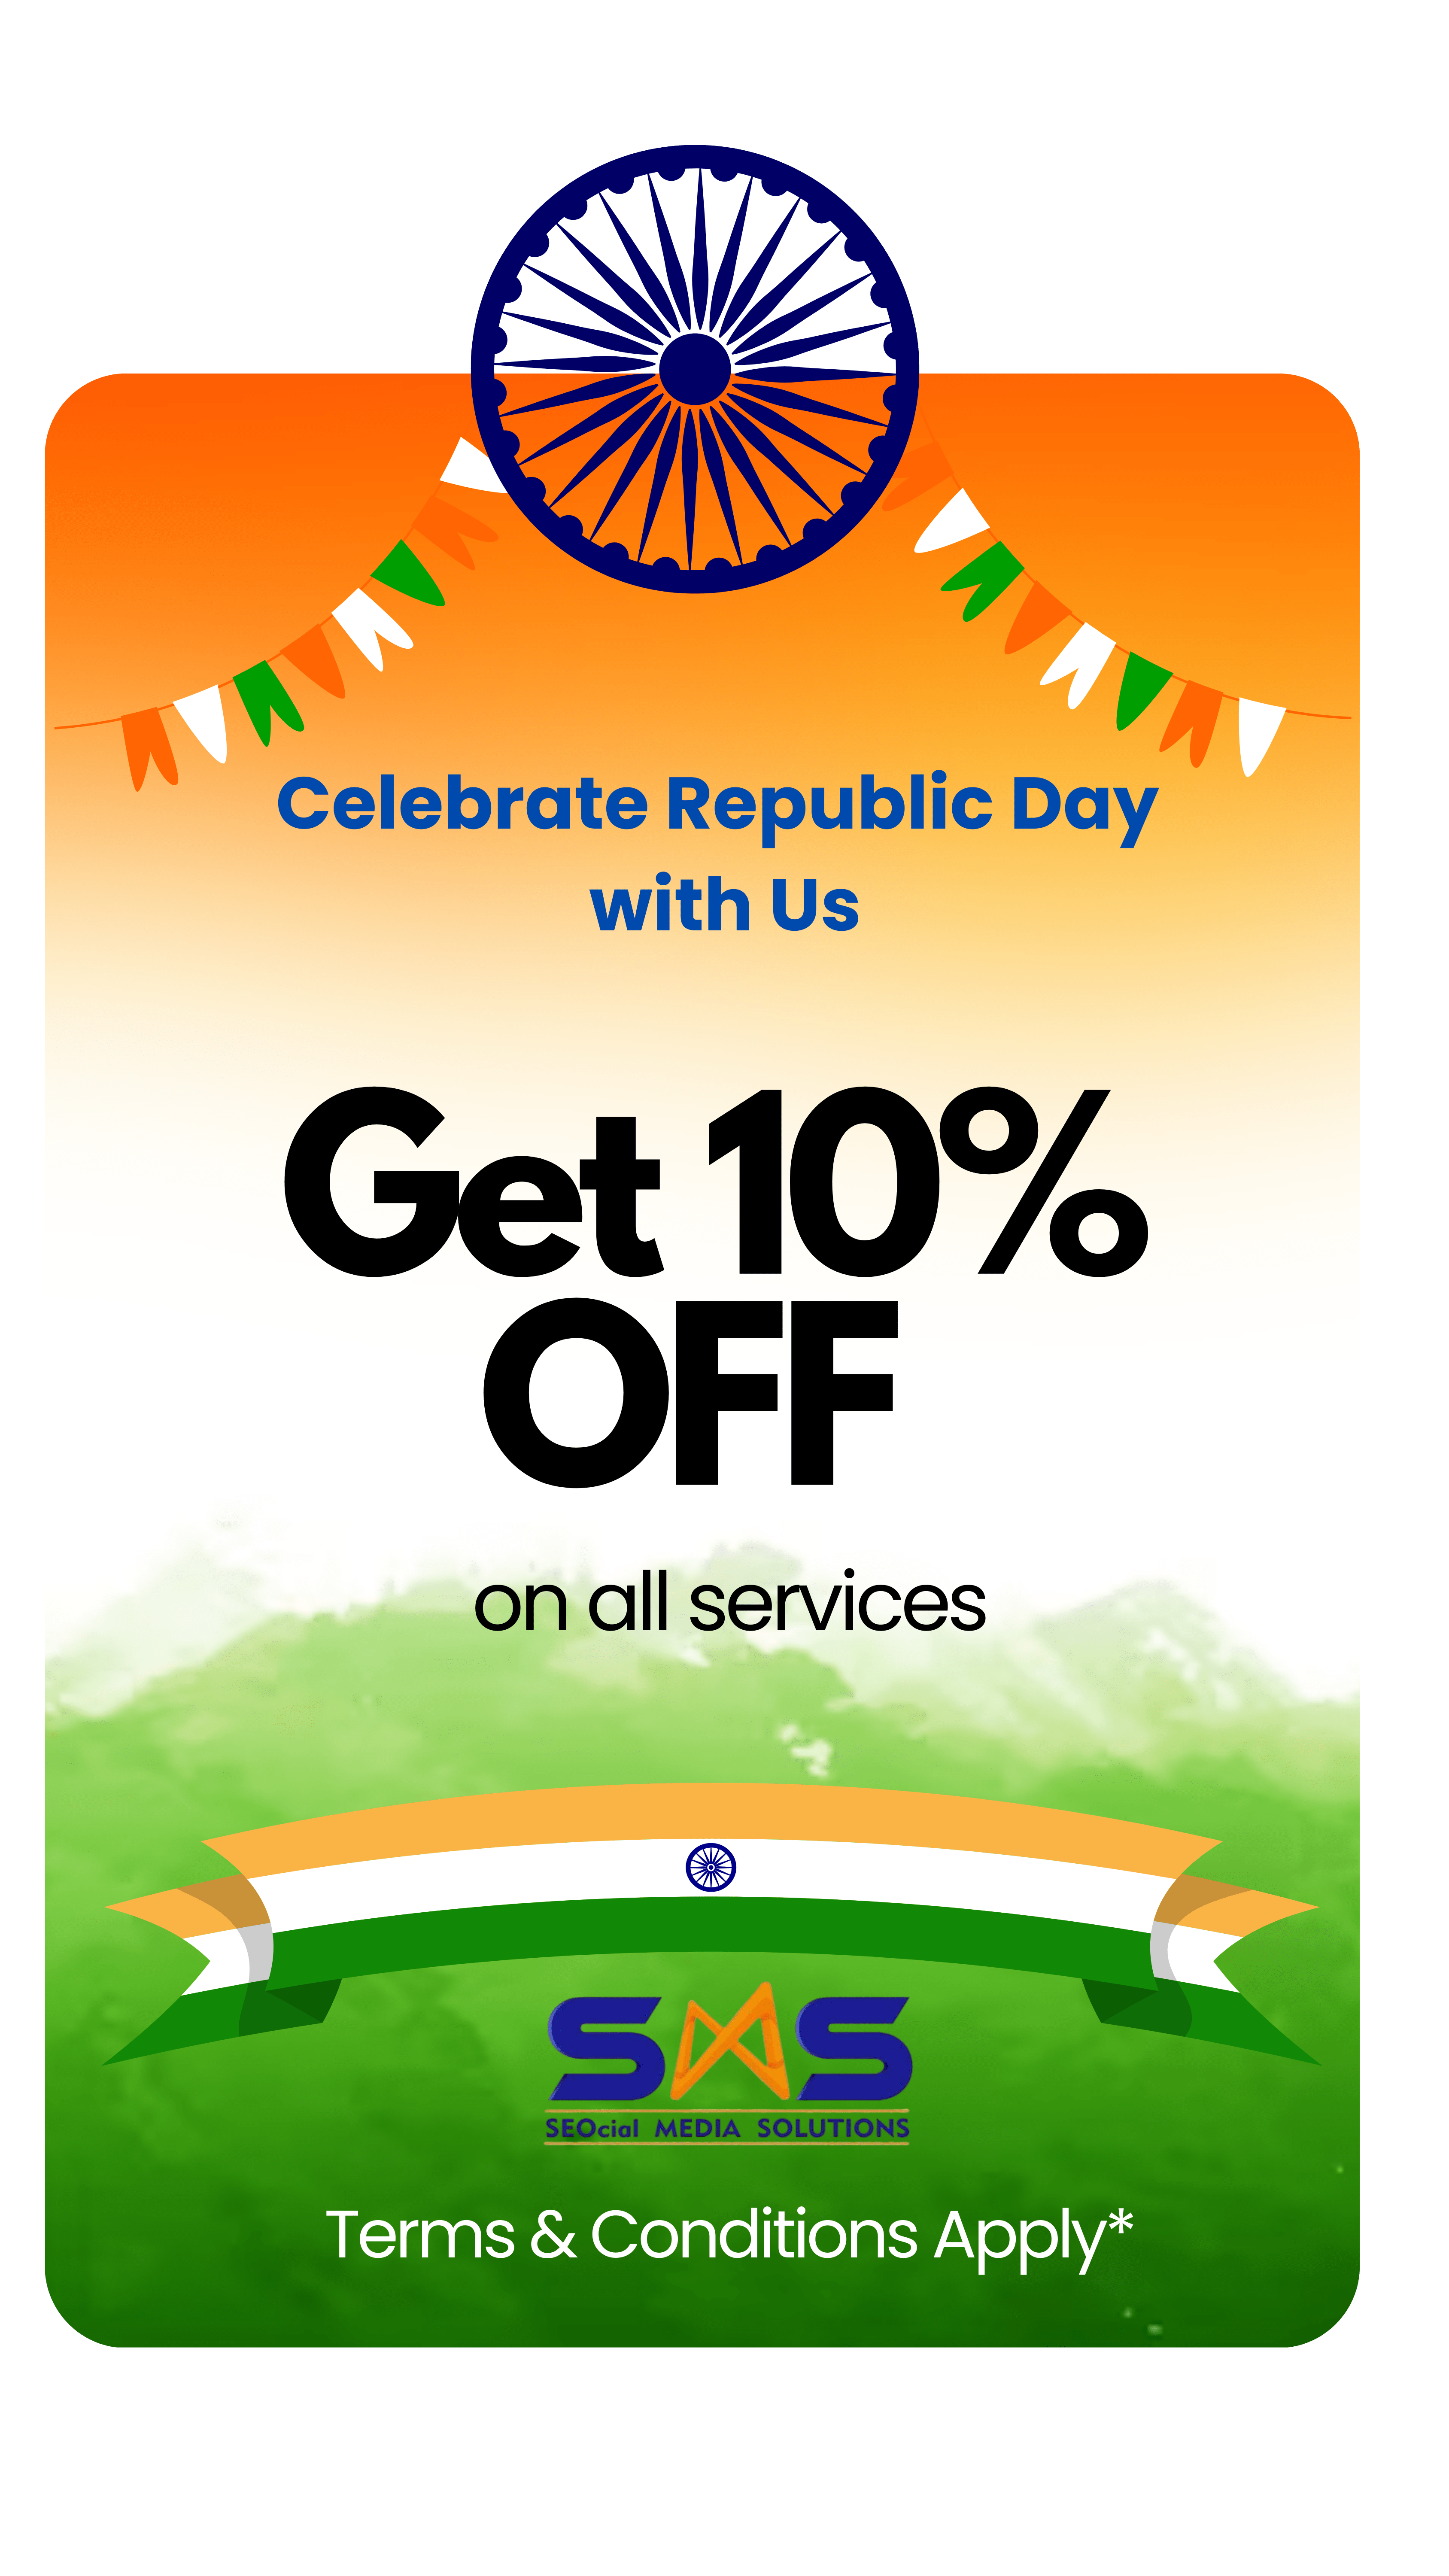 Celebrate Republic Day
with Us
Get 10%
OFF
on all services
SMS
SEOcial MEDIA SOLUTIONS
Terms & Conditions Apply*